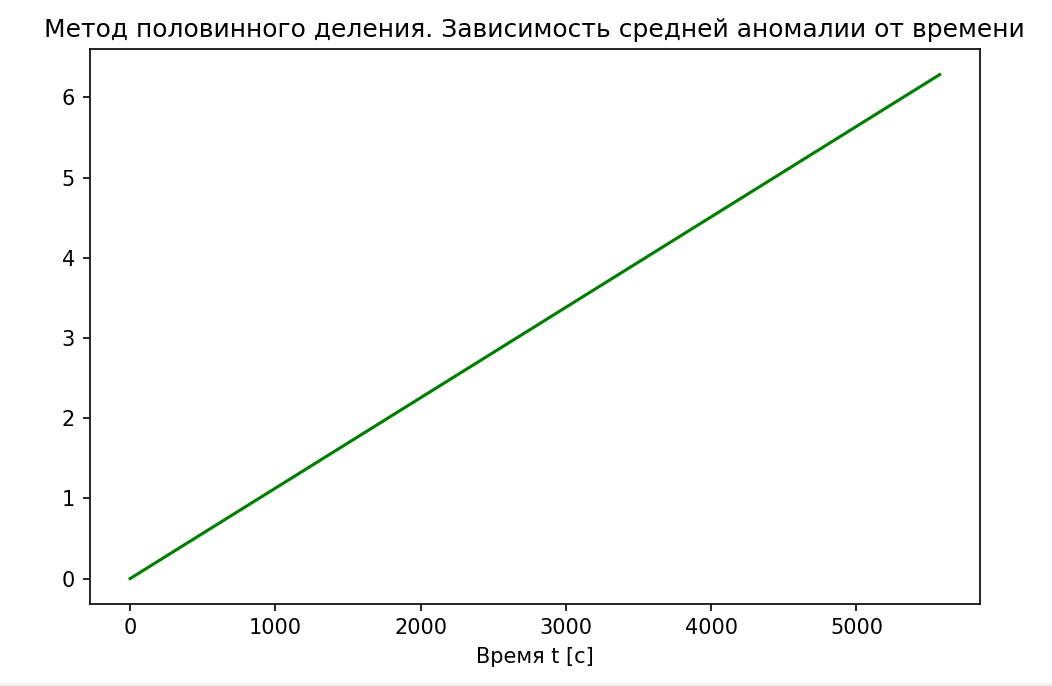 Метод половинного деления. Зависимость средней аномалии от времени
6
5
4
3
2
1
0
0 1000 2000 3000 4000 5000
Время t [с]